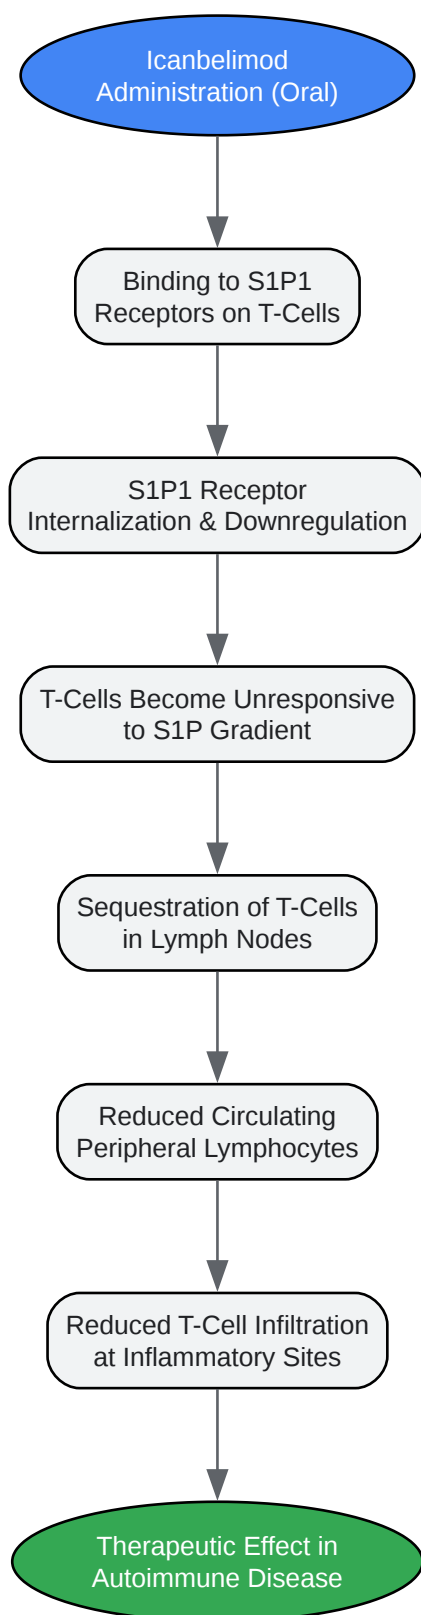 Icanbelimod
Administration (Oral)
Binding to S1P1
Receptors on T-Cells
S1P1 Receptor
Internalization & Downregulation
T-Cells Become Unresponsive
to S1P Gradient
Sequestration of T-Cells
in Lymph Nodes
Reduced Circulating
Peripheral Lymphocytes
Reduced T-Cell Infiltration
at Inflammatory Sites
Therapeutic Effect in
Autoimmune Disease